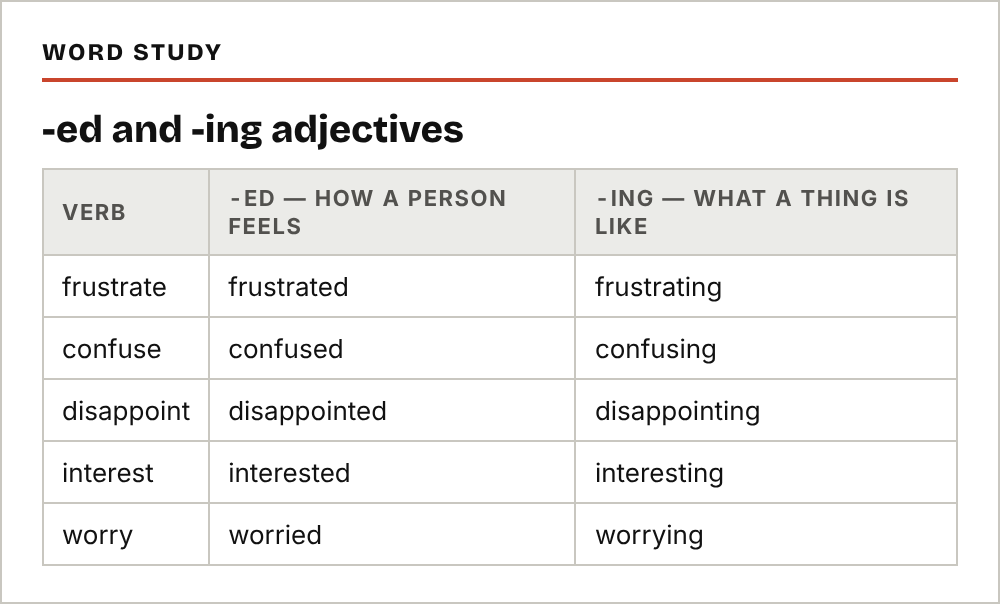 WORD STUDY
-ed and -ing adjectives
VERB
-ED — HOW A PERSON
FEELS
-ING — WHAT A THING IS
LIKE
frustrate frustrated frustrating
confuse confused confusing
disappoint disappointed disappointing
interest interested interesting
worry worried worrying